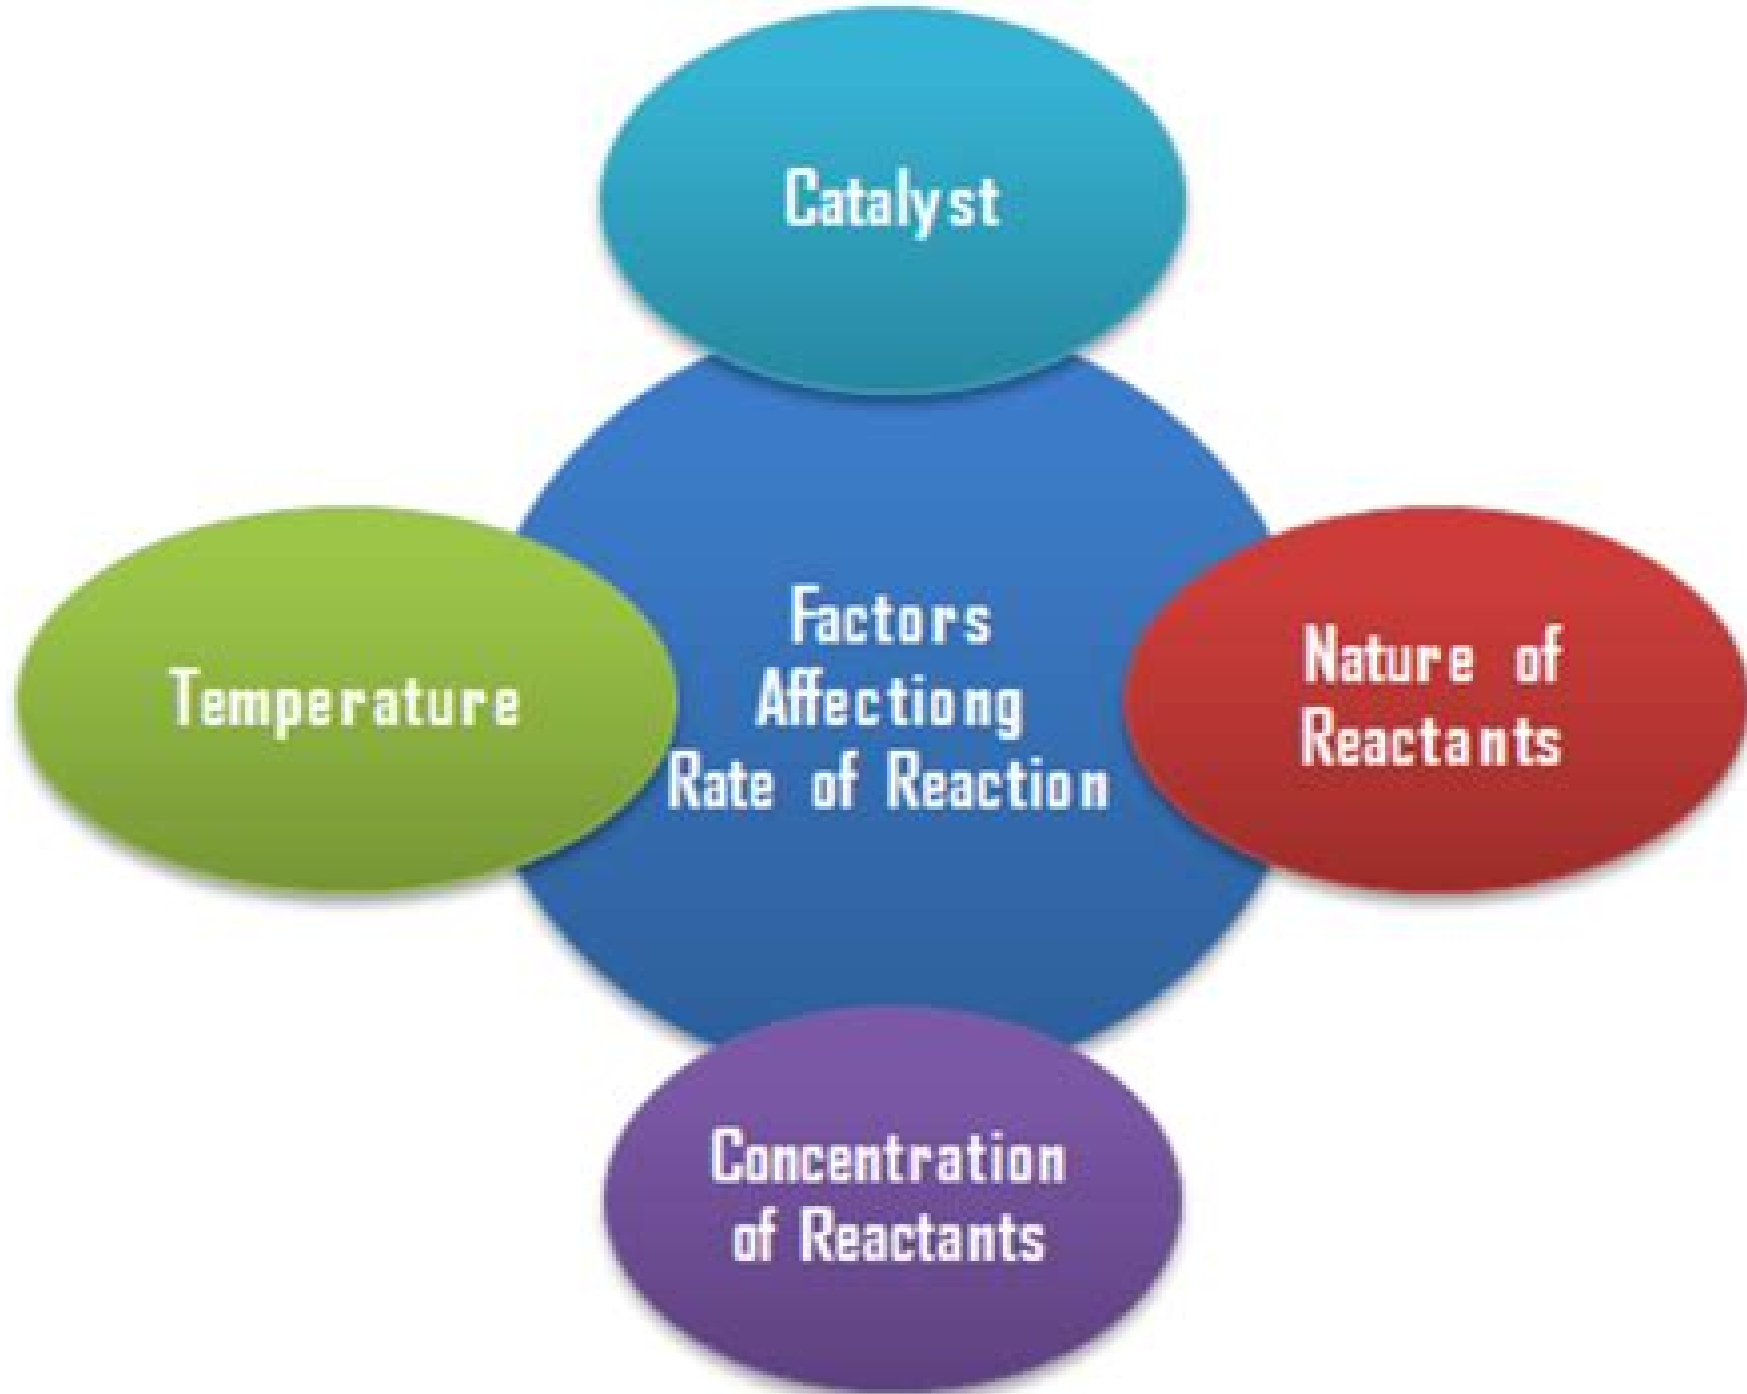 Catalyst
Factors
Affectiong
Rate of Reaction
Temperature
Nature of
Reactants
Concentration
of Reactants